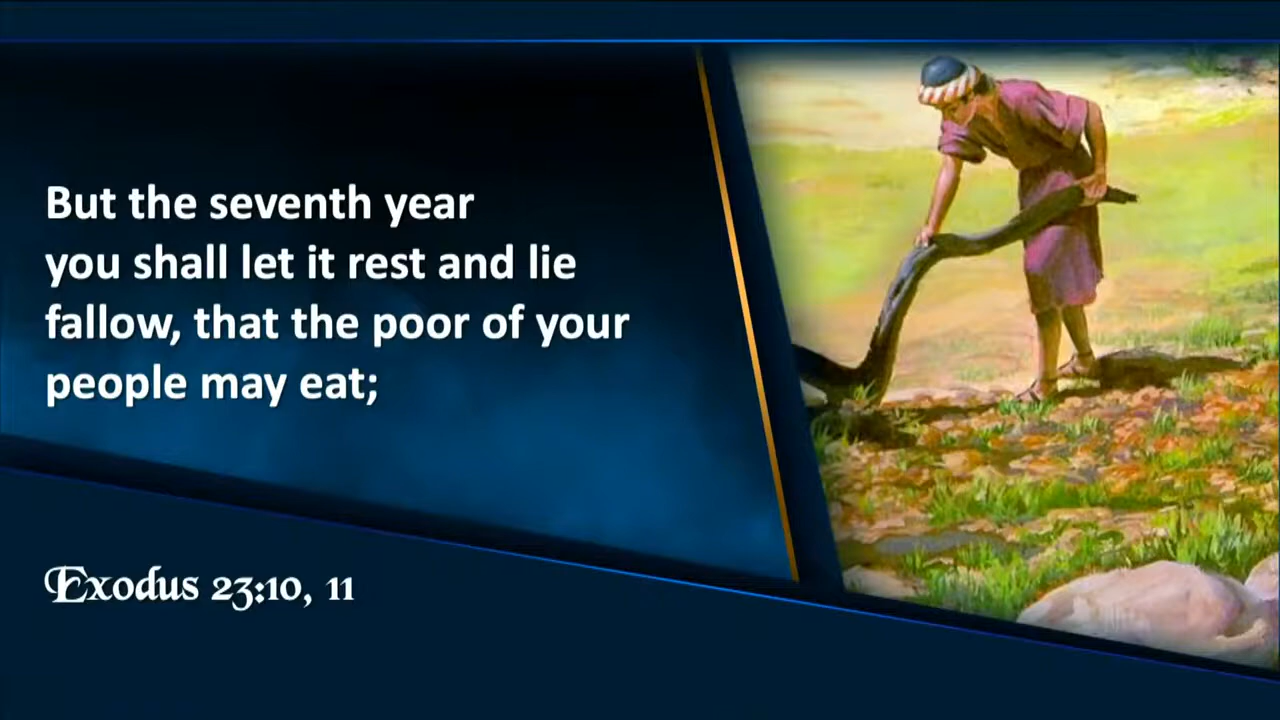 But the seventh year
you shall let it rest and lie
fallow, that the poor of your
people may eat;
Exodus 23:10, 11